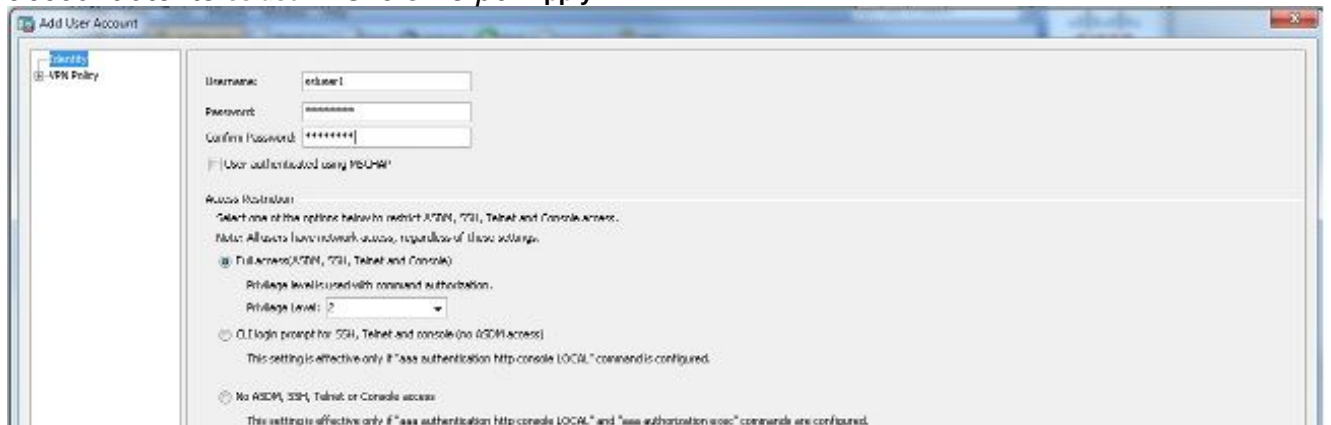 Add User Account
Identity
VPN Policy
Username:
Password: ********
Confirm Password: ********
User authenticated using MSCHAP
Access Restriction
Select one of the options below to restrict ASDM, SSH, Telnet and Console access.
Note: All users have network access, regardless of these settings.
Full access(ASDM, SSH, Telnet and Console)
Privilege level is used with command authorization.
Privilege Level: 2
CLI login prompt for SSH, Telnet and console (no ASDM access)
This setting is effective only if "aaa authentication http console LOCAL" command is configured.
No ASDM, SSH, Telnet or Console access
This setting is effective only if "aaa authentication http console LOCAL" and "aaa authorization exec" commands are configured.